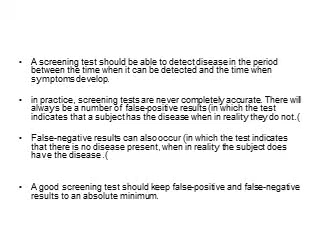 • A screening test should be able to detect disease in the period
between the time when it can be detected and the time when
symptoms develop.
• in practice, screening tests are never completely accurate. There will
always be a number of false-positive results (in which the test
indicates that a subject has the disease when in reality they do not.(
• False-negative results can also occur (in which the test indicates
that there is no disease present, when in reality the subject does
have the disease .(
• A good screening test should keep false-positive and false-negative
results to an absolute minimum.